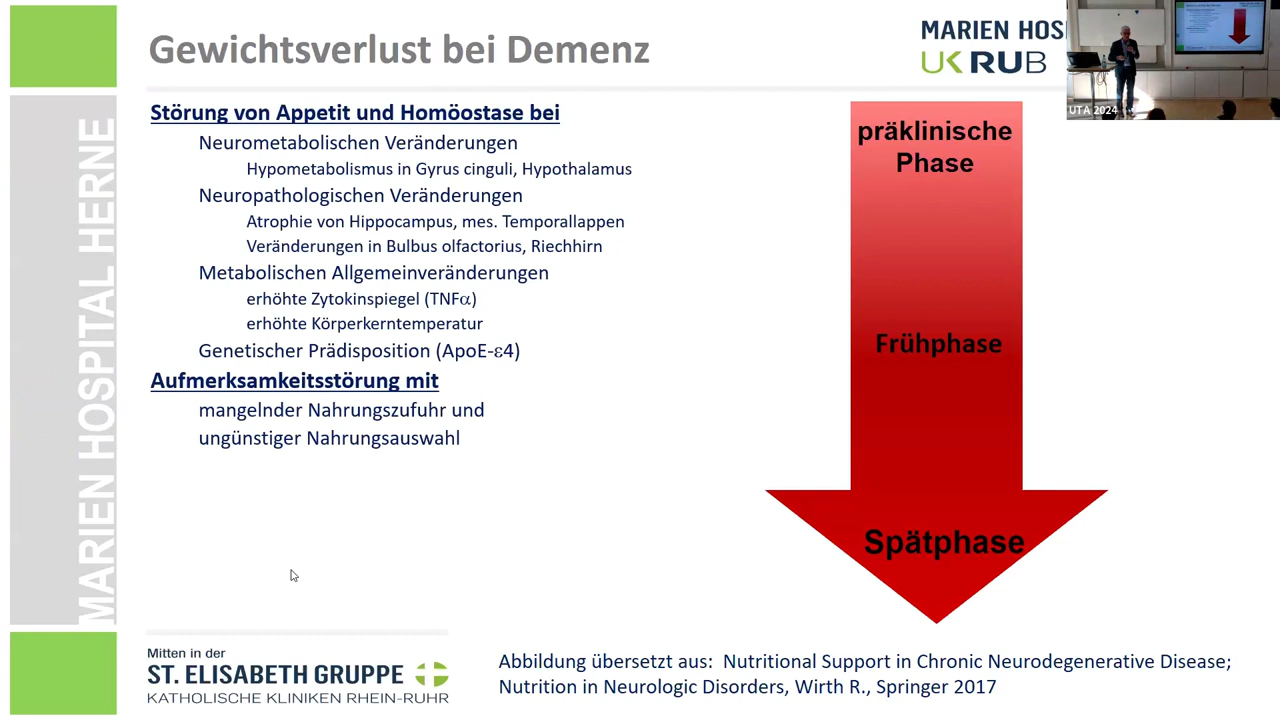 Gewichtsverlust bei Demenz
MARIEN HOSP
UK RUB
UTA 2024
MARIEN HOSPITAL HERNE
Störung von Appetit und Homöostase bei
Neurometabolischen Veränderungen
Hypometabolismus in Gyrus cinguli, Hypothalamus
Neuropathologischen Veränderungen
Atrophie von Hippocampus, mes. Temporallappen
Veränderungen in Bulbus olfactorius, Riechhirn
Metabolischen Allgemeinveränderungen
erhöhte Zytokinspiegel (TNFα)
erhöhte Körperkerntemperatur
Genetischer Prädisposition (ApoE-ε4)
Aufmerksamkeitsstörung mit
mangelnder Nahrungszufuhr und
ungünstiger Nahrungsauswahl
präklinische
Phase
Frühphase
Spätphase
Mitten in der
ST. ELISABETH GRUPPE
KATHOLISCHE KLINIKEN RHEIN-RUHR
Abbildung übersetzt aus: Nutritional Support in Chronic Neurodegenerative Disease;
Nutrition in Neurologic Disorders, Wirth R., Springer 2017